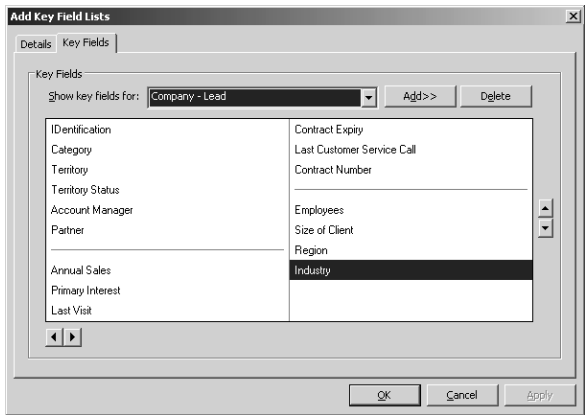 Add Key Field Lists
Details Key Fields
Key Fields
Show key fields for: Company - Lead Add>> Delete
IDentification
Category
Territory
Territory Status
Account Manager
Partner
Annual Sales
Primary Interest
Last Visit
Contract Expiry
Last Customer Service Call
Contract Number
Employees
Size of Client
Region
Industry
OK Cancel Apply